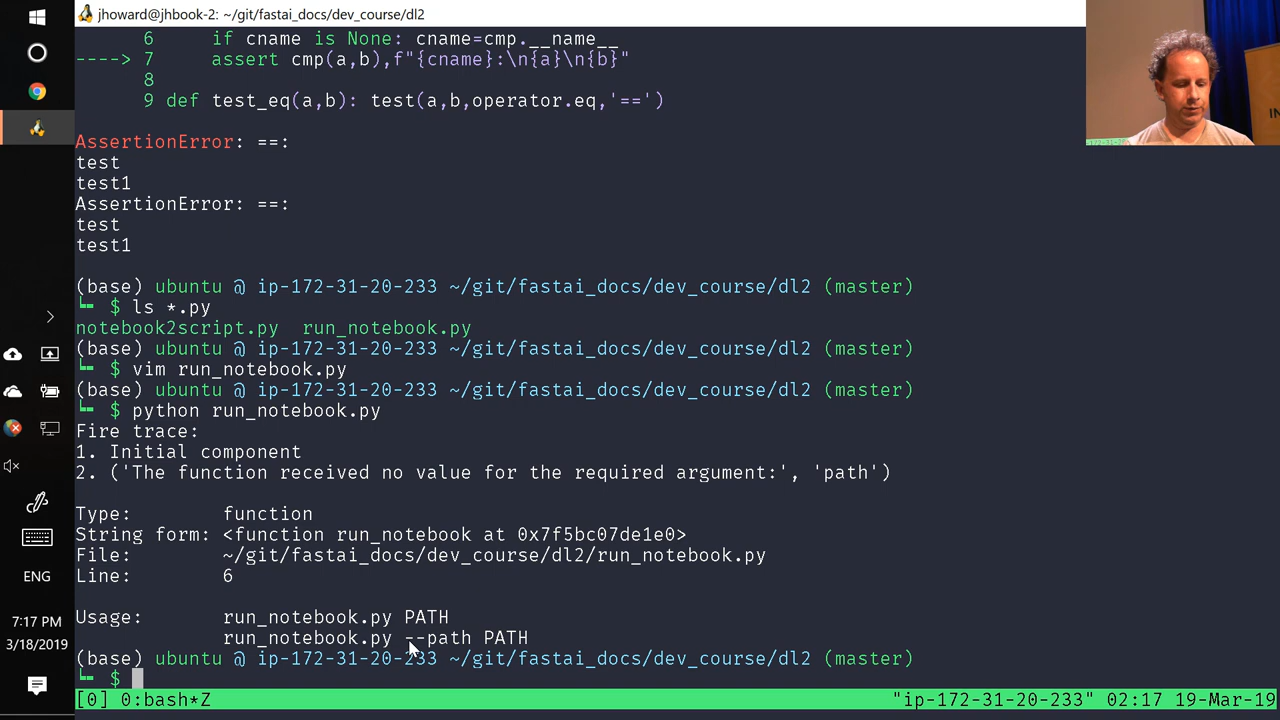 jhoward@jhbook-2: ~/git/fastai_docs/dev_course/dl2
6 if cname is None: cname=cmp.__name__
----> 7 assert cmp(a,b),f"{cname}:\n{a}\n{b}"
8
9 def test_eq(a,b): test(a,b,operator.eq,'==')
AssertionError: ==:
test
test1
AssertionError: ==:
test
test1
(base) ubuntu @ ip-172-31-20-233 ~/git/fastai_docs/dev_course/dl2 (master)
$ ls *.py
notebook2script.py run_notebook.py
(base) ubuntu @ ip-172-31-20-233 ~/git/fastai_docs/dev_course/dl2 (master)
$ vim run_notebook.py
(base) ubuntu @ ip-172-31-20-233 ~/git/fastai_docs/dev_course/dl2 (master)
$ python run_notebook.py
Fire trace:
1. Initial component
2. ('The function received no value for the required argument:', 'path')
Type: function
String form: <function run_notebook at 0x7f5bc07de1e0>
File: ~/git/fastai_docs/dev_course/dl2/run_notebook.py
Line: 6
Usage: run_notebook.py PATH
run_notebook.py --path PATH
(base) ubuntu @ ip-172-31-20-233 ~/git/fastai_docs/dev_course/dl2 (master)
$
[0] 0:bash*Z "ip-172-31-20-233" 02:17 19-Mar-19
ENG
7:17 PM
3/18/2019